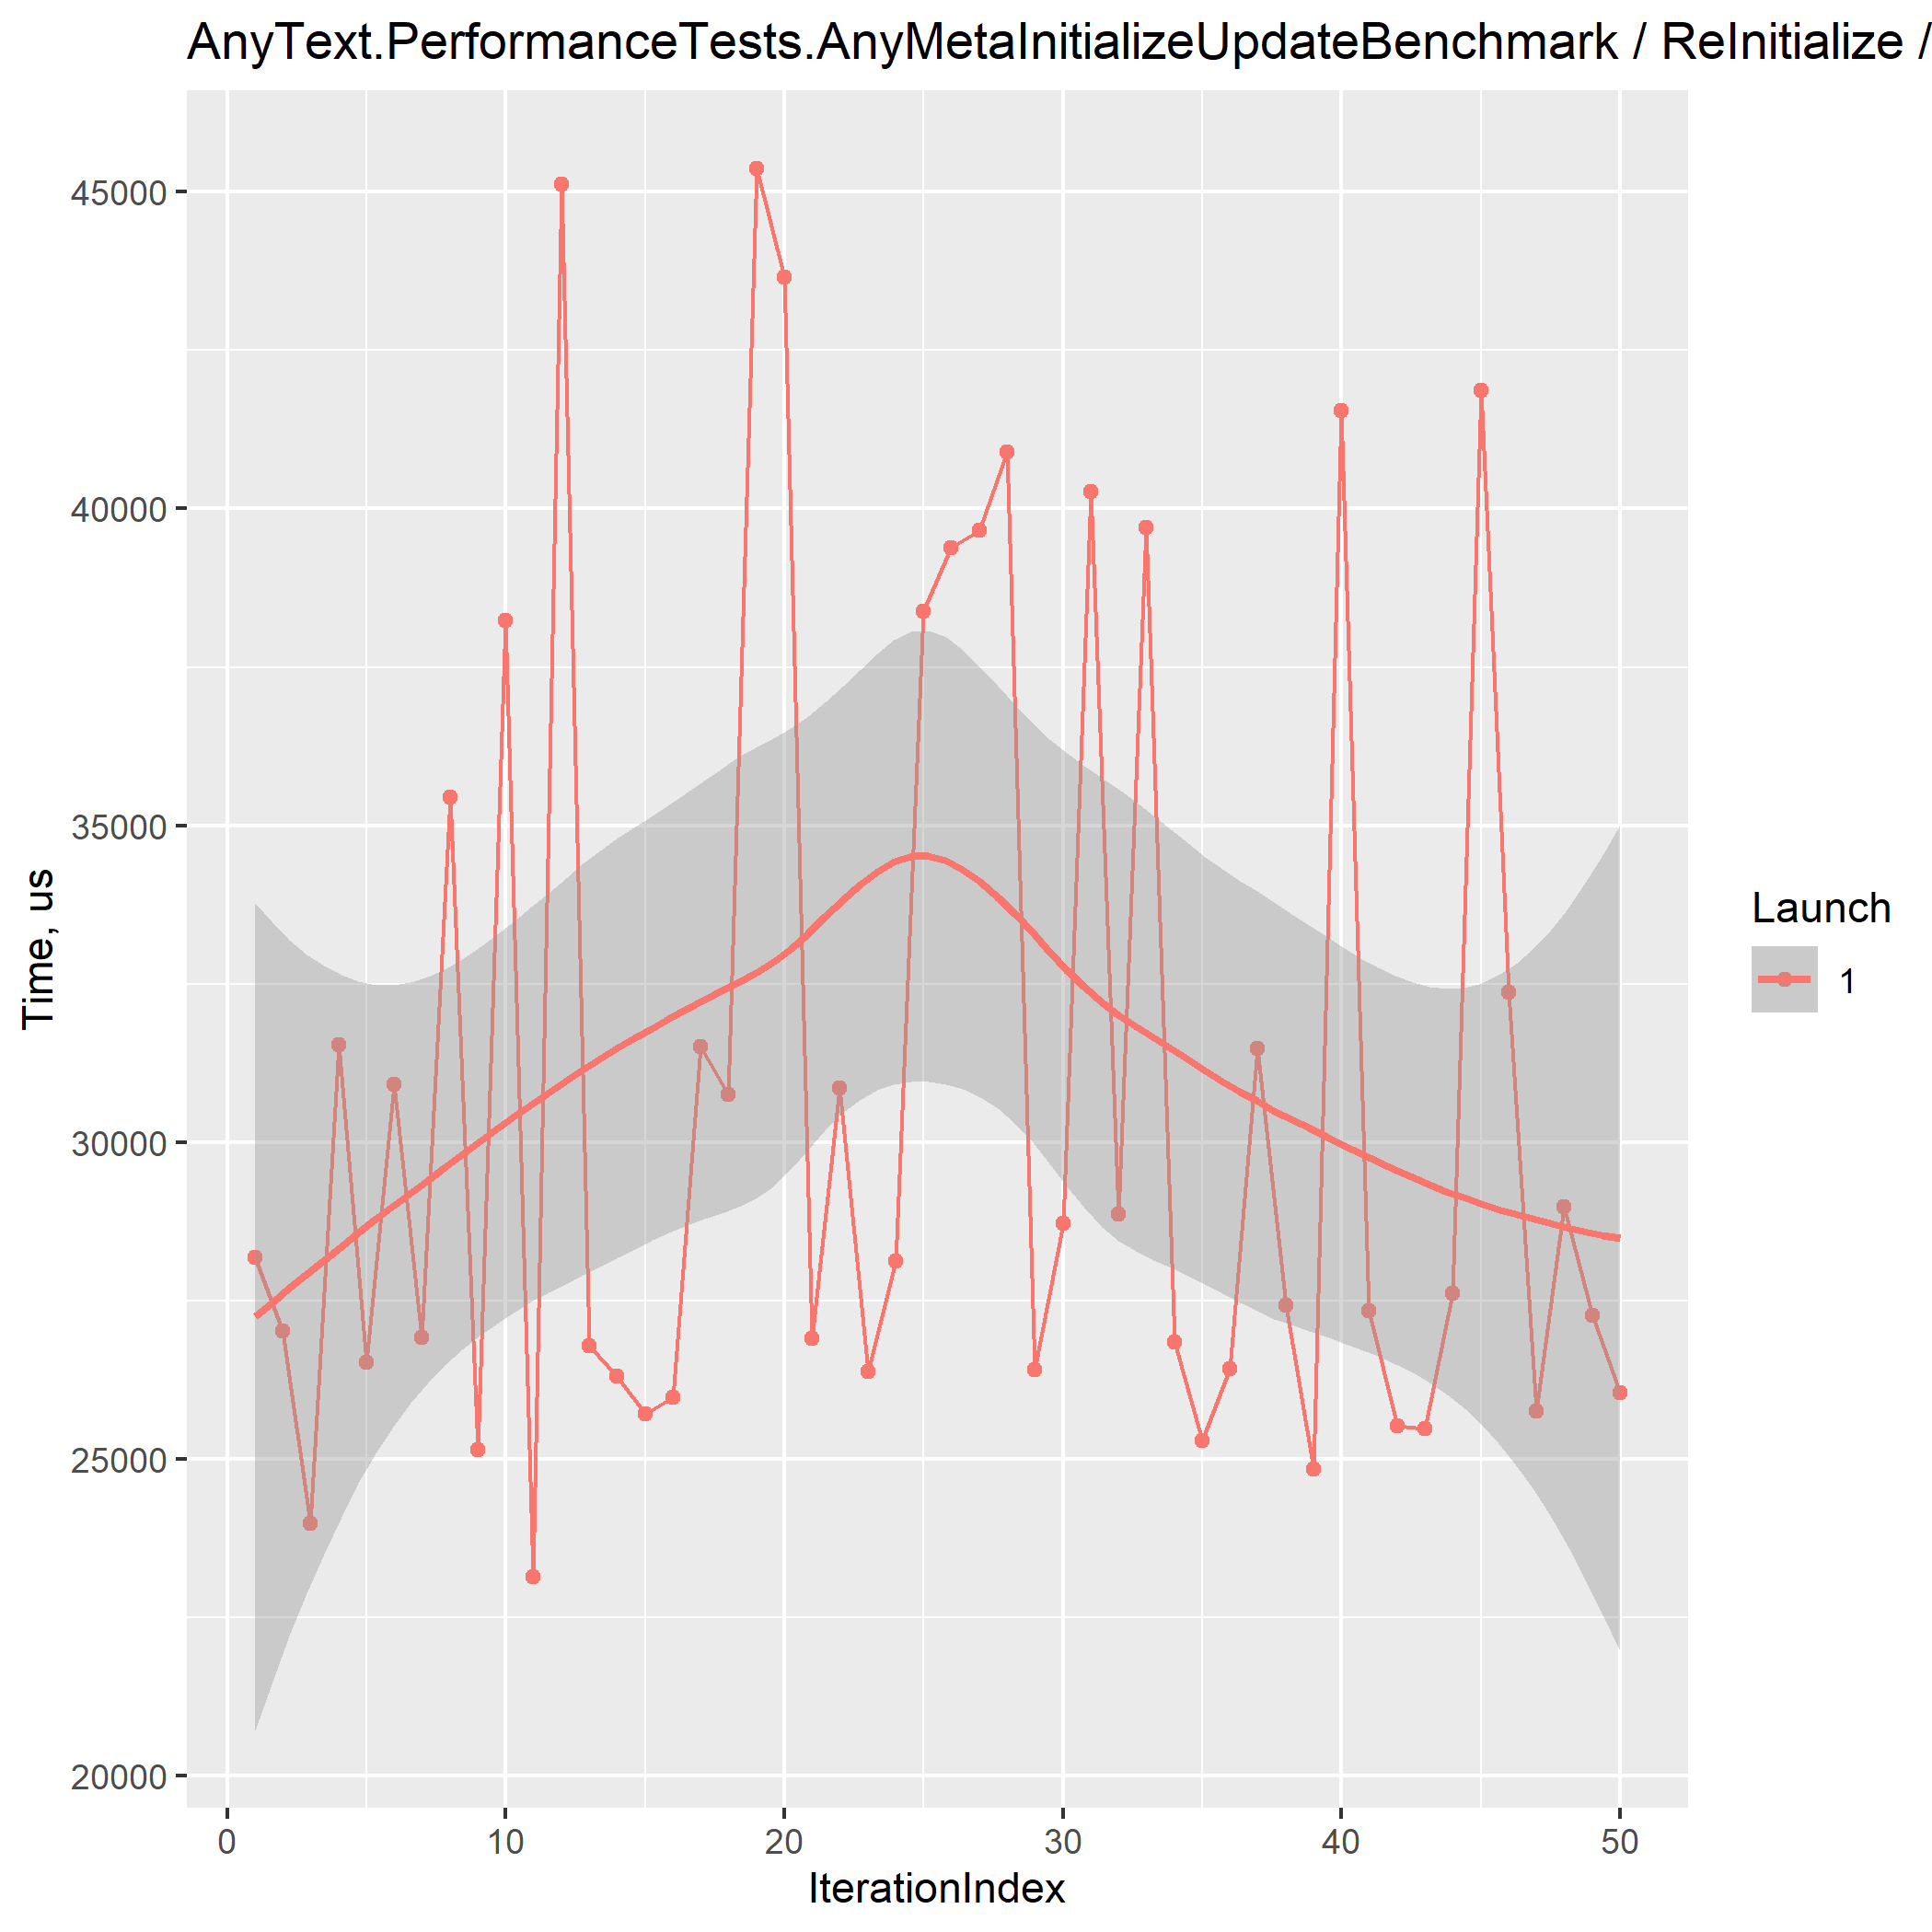 AnyText.PerformanceTests.AnyMetaInitializeUpdateBenchmark / ReInitialize /
45000
40000
35000
30000
25000
20000
Time, us
0 10 20 30 40 50
IterationIndex
Launch
1